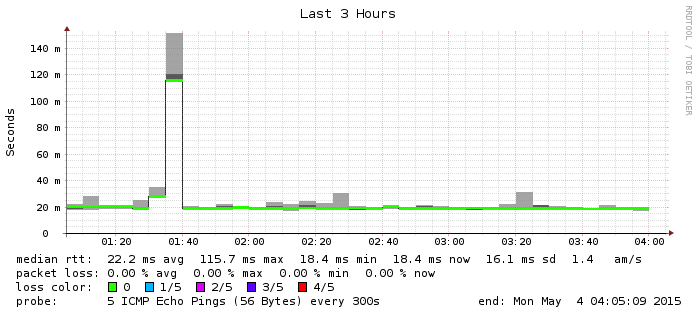 Last 3 Hours
RRDTOOL / TOBI OETIKER
Seconds
140 m
120 m
100 m
80 m
60 m
40 m
20 m
0
01:20 01:40 02:00 02:20 02:40 03:00 03:20 03:40 04:00
median rtt: 22.2 ms avg 115.7 ms max 18.4 ms min 18.4 ms now 16.1 ms sd 1.4 am/s
packet loss: 0.00 % avg 0.00 % max 0.00 % min 0.00 % now
loss color: 0 1/5 2/5 3/5 4/5
probe: 5 ICMP Echo Pings (56 Bytes) every 300s end: Mon May 4 04:05:09 2015